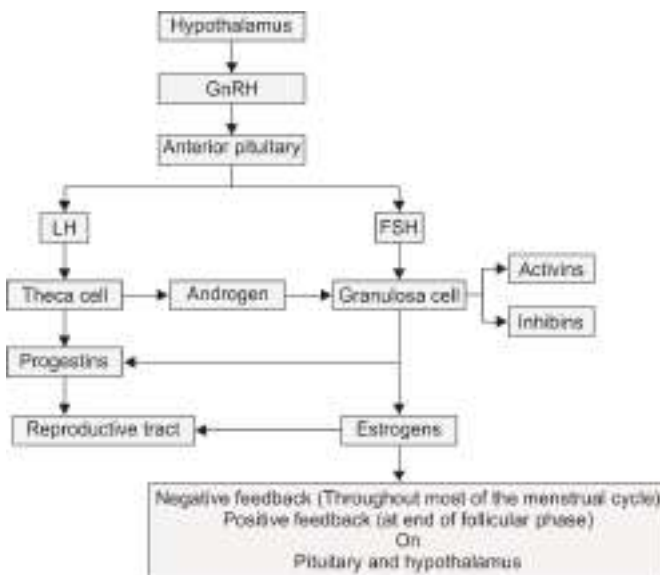 Hypothalamus
GnRH
Anterior pituitary
LH
FSH
Theca cell
Androgen
Granulosa cell
Activins
Inhibins
Progestins
Reproductive tract
Estrogens
Negative feedback (Throughout most of the menstrual cycle)
Positive feedback (at end of follicular phase)
On
Pituitary and hypothalamus